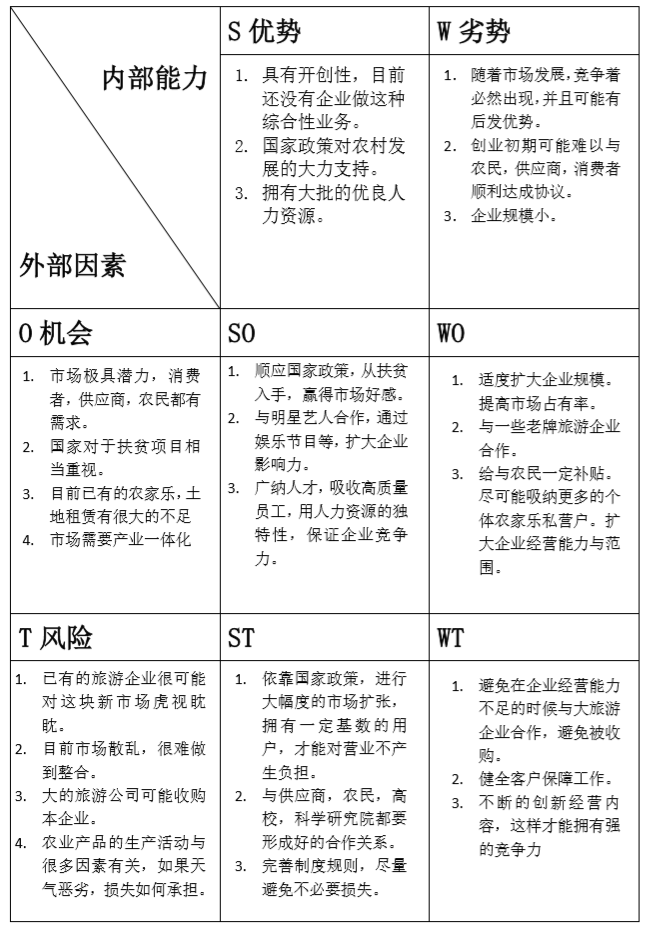 内部能力
外部因素
S 优势
1. 具有开创性，目前
还没有企业做这种
综合性业务。
2. 国家政策对农村发
展的大力支持。
3. 拥有大批的优良人
力资源。
W 劣势
1. 随着市场发展，竞争着
必然出现，并且可能有
后发优势。
2. 创业初期可能难以与
农民，供应商，消费者
顺利达成协议。
3. 企业规模小。
O 机会
1. 市场极具潜力，消费
者，供应商，农民都有
需求。
2. 国家对于扶贫项目相
当重视。
3. 目前已有的农家乐，土
地租赁有很大的不足
4. 市场需要产业一体化
SO
1. 顺应国家政策，从扶贫
入手，赢得市场好感。
2. 与明星艺人合作，通过
娱乐节目等，扩大企业
影响力。
3. 广纳人才，吸收高质量
员工，用人力资源的独
特性，保证企业竞争
力。
WO
1. 适度扩大企业规模。
提高市场占有率。
2. 与一些老牌旅游企业
合作。
3. 给与农民一定补贴。
尽可能吸纳更多的个
体农家乐私营户。扩
大企业经营能力与范
围。
T 风险
1. 已有的旅游企业很可能
对这块新市场虎视眈
眈。
2. 目前市场散乱，很难做
到整合。
3. 大的旅游公司可能收购
本企业。
4. 农业产品的生产活动与
很多因素有关，如果天
气恶劣，损失如何承担。
ST
1. 依靠国家政策，进行
大幅度的市场扩张，
拥有一定基数的用
户，才能对营业不产
生负担。
2. 与供应商，农民，高
校，科学研究院都要
形成好的合作关系。
3. 完善制度规则，尽量
避免不必要损失。
WT
1. 避免在企业经营能力
不足的时候与大旅游
企业合作，避免被收
购。
2. 健全客户保障工作。
3. 不断的创新经营内
容，这样才能拥有强
的竞争力